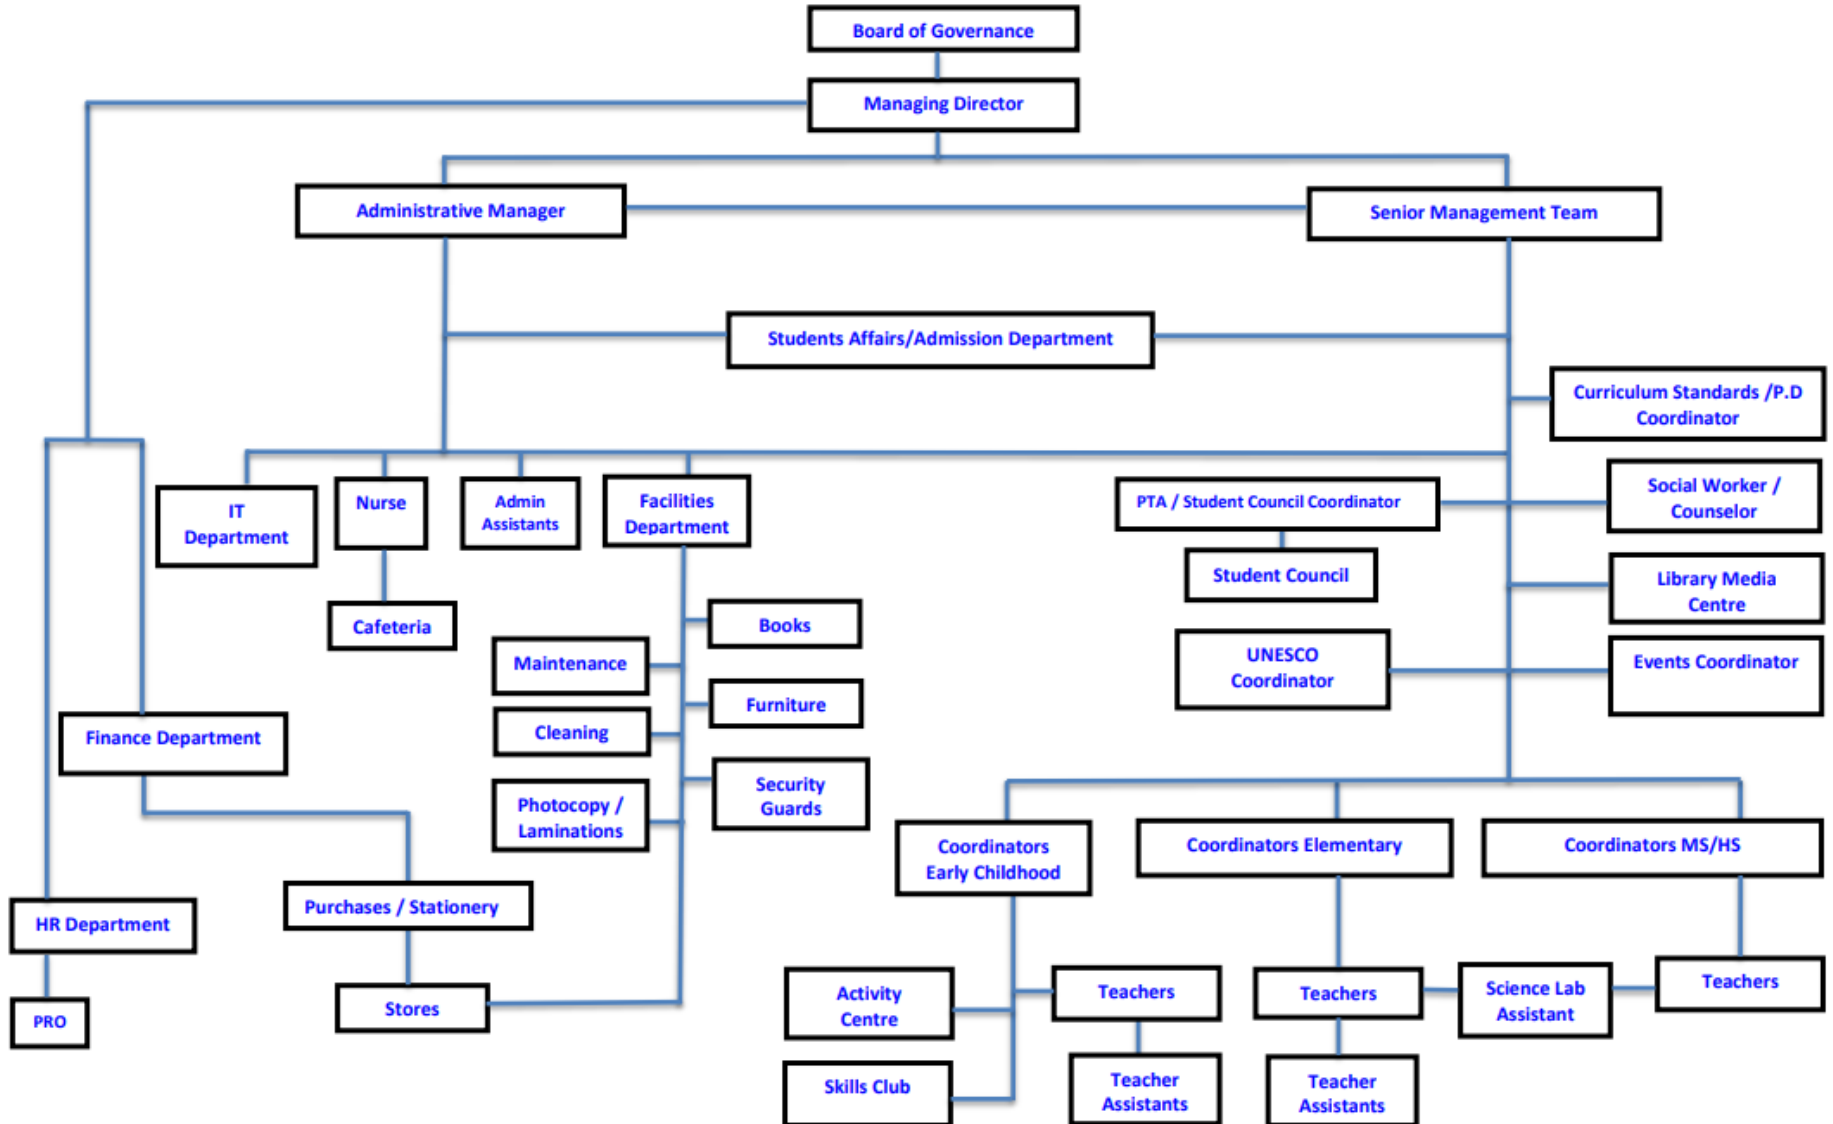 Board of Governance
Managing Director
Administrative Manager
Senior Management Team
Students Affairs/Admission Department
Curriculum Standards /P.D
Coordinator
IT
Department
Nurse
Admin
Assistants
Facilities
Department
PTA / Student Council Coordinator
Social Worker /
Counselor
Student Council
Library Media
Centre
Cafeteria
Books
Maintenance
UNESCO
Coordinator
Events Coordinator
Furniture
Cleaning
Finance Department
Security
Guards
Photocopy /
Laminations
Coordinators
Early Childhood
Coordinators Elementary
Coordinators MS/HS
Purchases / Stationery
HR Department
Activity
Centre
Teachers
Teachers
Science Lab
Assistant
Teachers
Stores
PRO
Skills Club
Teacher
Assistants
Teacher
Assistants